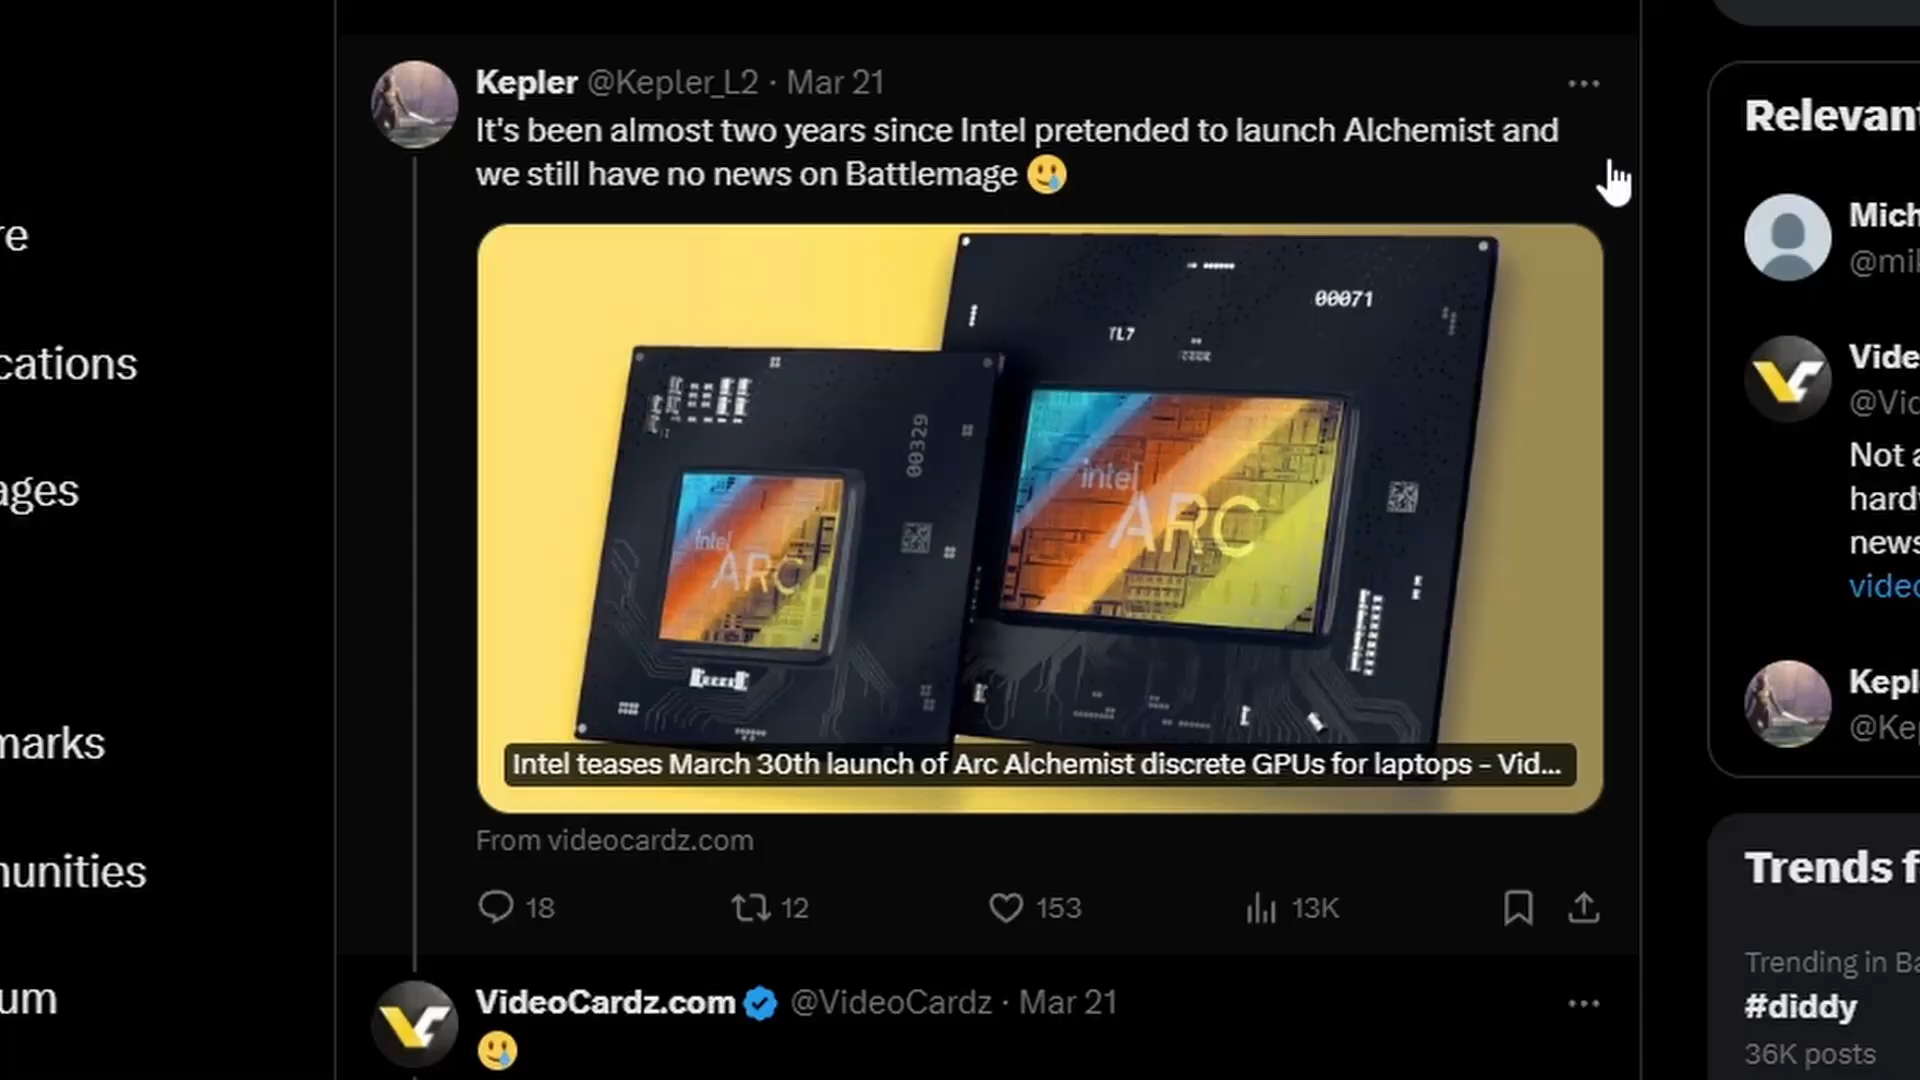 Kepler @Kepler_L2 · Mar 21
It's been almost two years since Intel pretended to launch Alchemist and
we still have no news on Battlemage 🥲
00071
TL7
00329
intel
ARC
intel
ARC
Intel teases March 30th launch of Arc Alchemist discrete GPUs for laptops – Vid...
From videocardz.com
18 12 153 13K
VideoCardz.com @VideoCardz · Mar 21
🥲
re
cations
ages
marks
nunities
um
Relevant
Mich
@mik
Vide
@Vid
Not a
hardw
news
video
Kepl
@Kep
Trends f
Trending in Ba
#diddy
36K posts